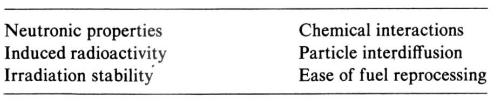 Neutronic properties Chemical interactions
Induced radioactivity Particle interdiffusion
Irradiation stability Ease of fuel reprocessing